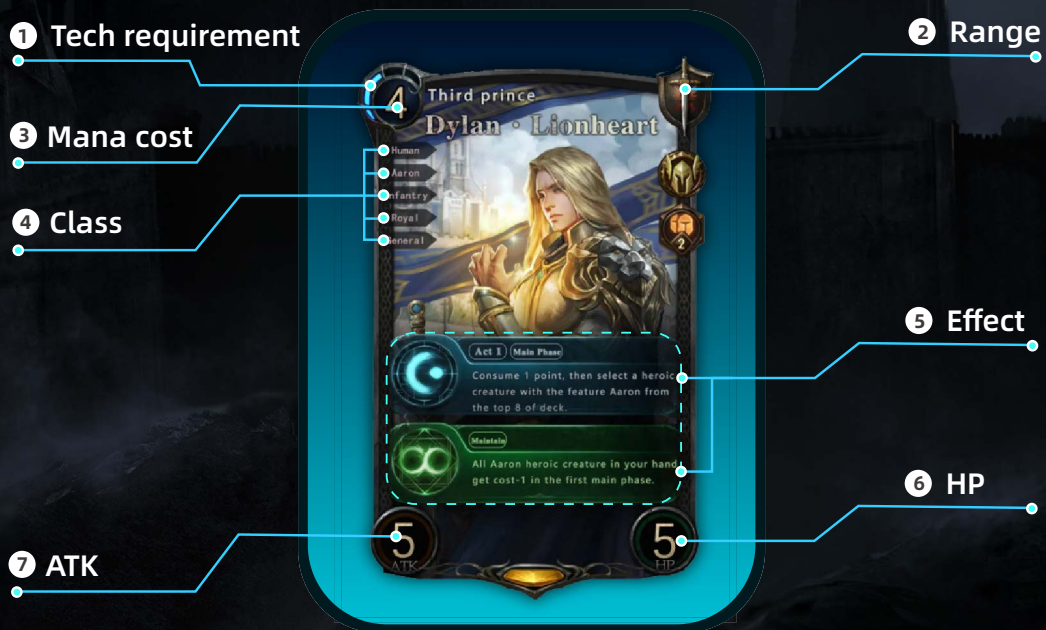 1 Tech requirement
2 Range
3 Mana cost
4 Class
5 Effect
6 HP
7 ATK
4
Third prince
Dylan · Lionheart
Human
Aaron
Infantry
Royal
General
2
Act 1 Main Phase
Consume 1 point, then select a heroic
creature with the feature Aaron from
the top 8 of deck.
Maintain
All Aaron heroic creature in your hand
get cost-1 in the first main phase.
5
ATK
5
HP